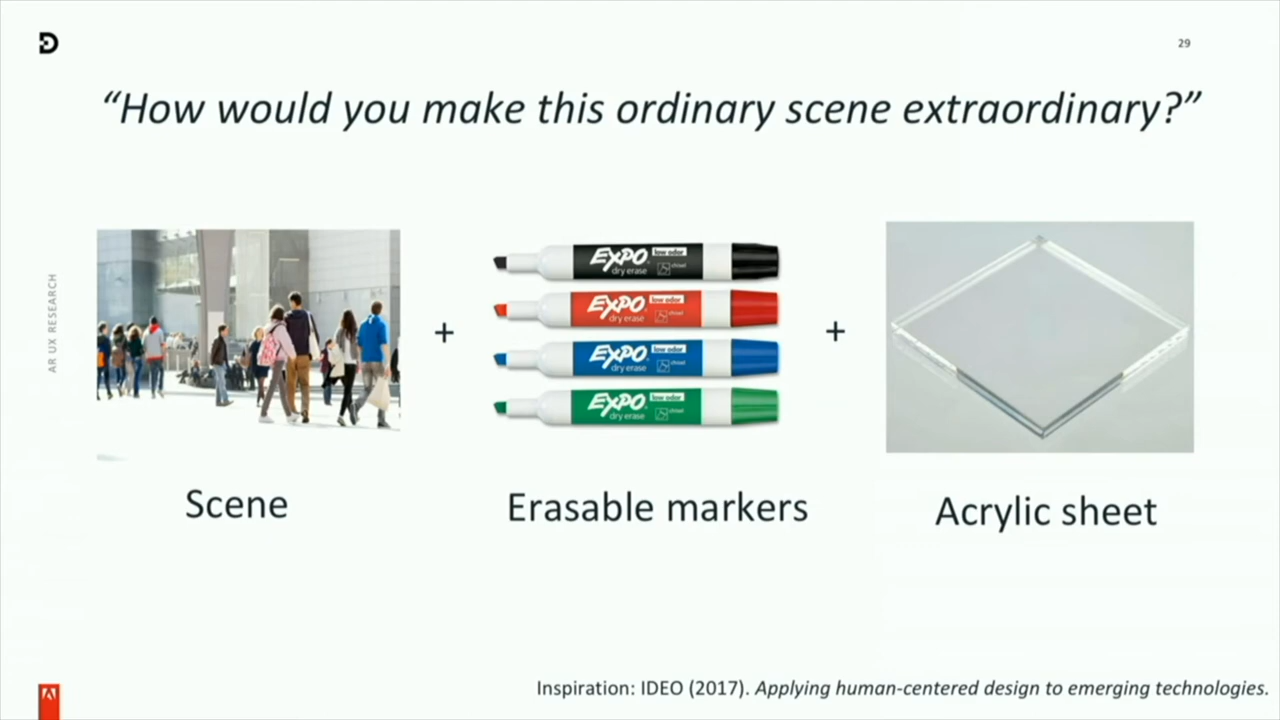 29
“How would you make this ordinary scene extraordinary?”
AR UX RESEARCH
EXPO low odor
dry erase chisel
EXPO low odor
dry erase chisel
EXPO low odor
dry erase chisel
EXPO low odor
dry erase chisel
+
+
Scene
Erasable markers
Acrylic sheet
Inspiration: IDEO (2017). Applying human-centered design to emerging technologies.